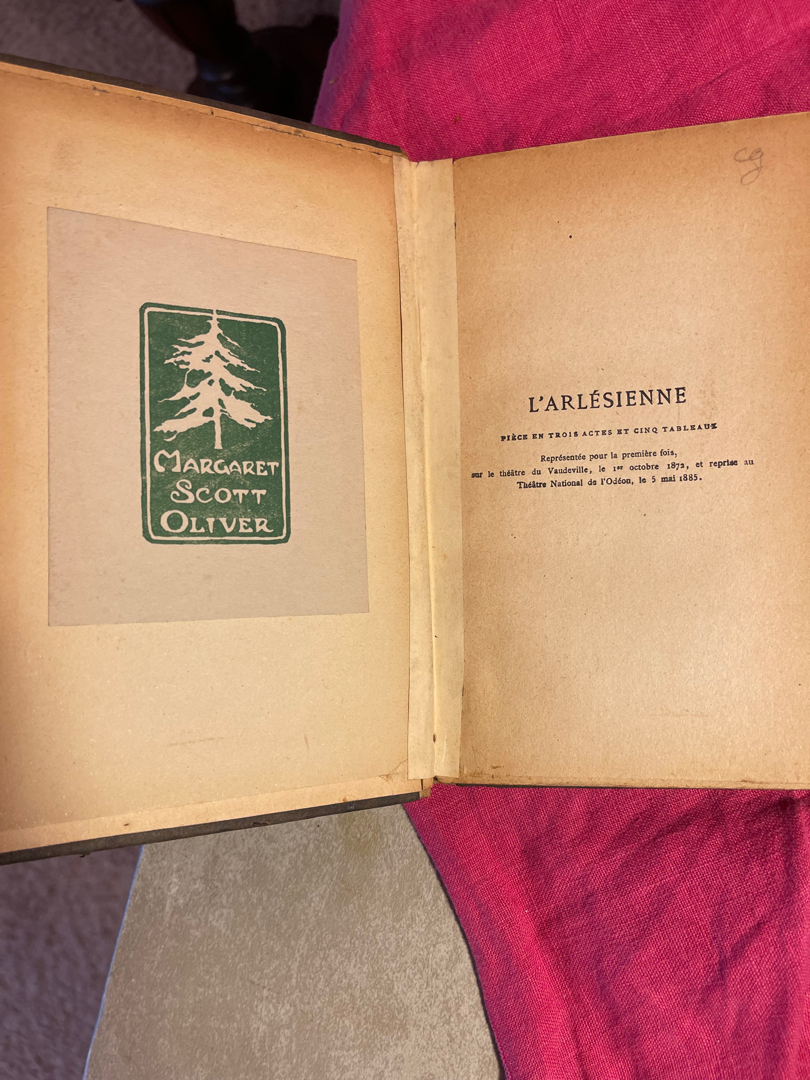 MARGARET
SCOTT
OLIVER
cg
L'ARLÉSIENNE
PIÈCE EN TROIS ACTES ET CINQ TABLEAUX
Représentée pour la première fois,
sur le théâtre du Vaudeville, le 1er octobre 1872, et reprise au
Théâtre National de l'Odéon, le 5 mai 1885.